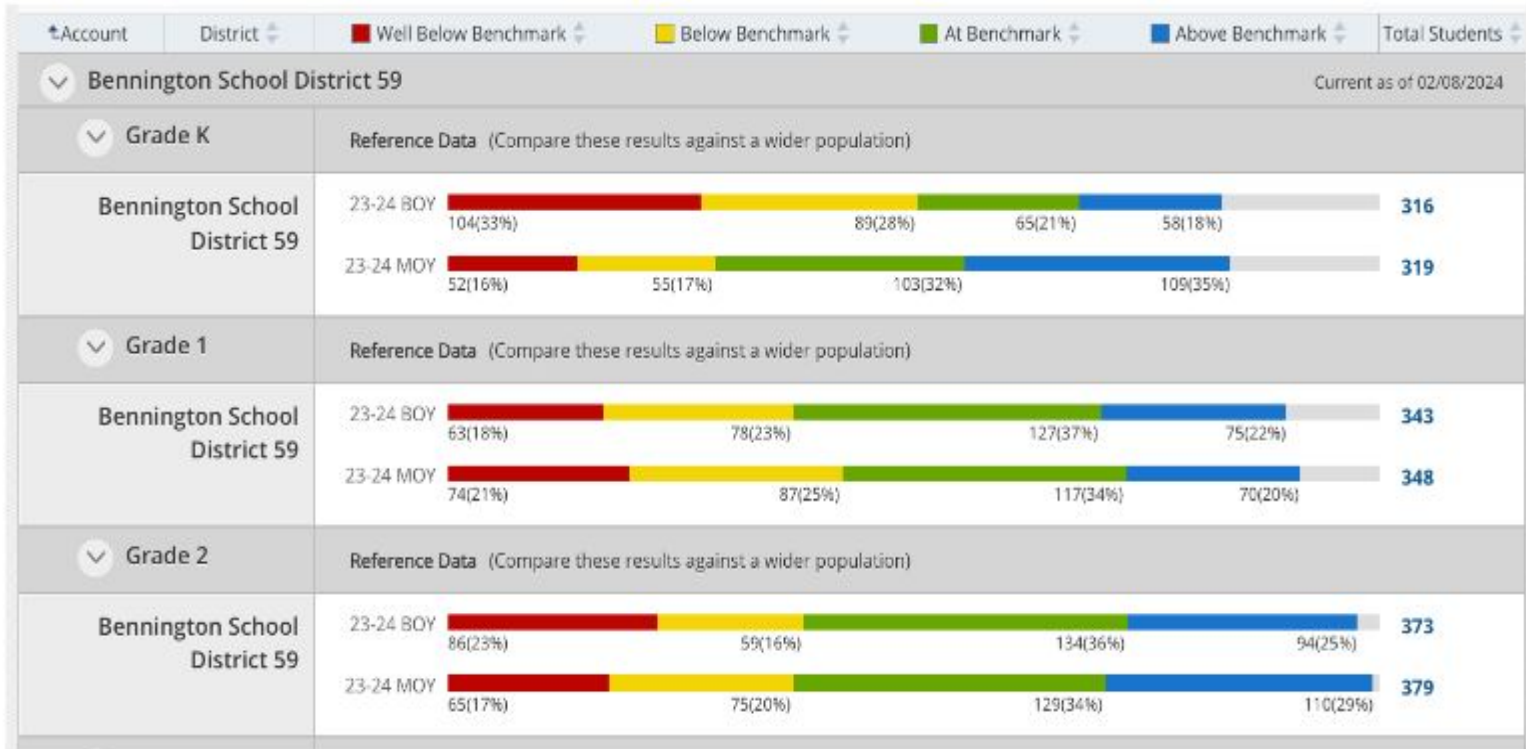 Account District Well Below Benchmark Below Benchmark At Benchmark Above Benchmark Total Students
Bennington School District 59 Current as of 02/08/2024
Grade K Reference Data (Compare these results against a wider population)
Bennington School
District 59
23-24 BOY
104(33%) 89(28%) 65(21%) 58(18%)
316
23-24 MOY
52(16%) 55(17%) 103(32%) 109(35%)
319
Grade 1 Reference Data (Compare these results against a wider population)
Bennington School
District 59
23-24 BOY
63(18%) 78(23%) 127(37%) 75(22%)
343
23-24 MOY
74(21%) 87(25%) 117(34%) 70(20%)
348
Grade 2 Reference Data (Compare these results against a wider population)
Bennington School
District 59
23-24 BOY
86(23%) 59(16%) 134(36%) 94(25%)
373
23-24 MOY
65(17%) 75(20%) 129(34%) 110(29%)
379